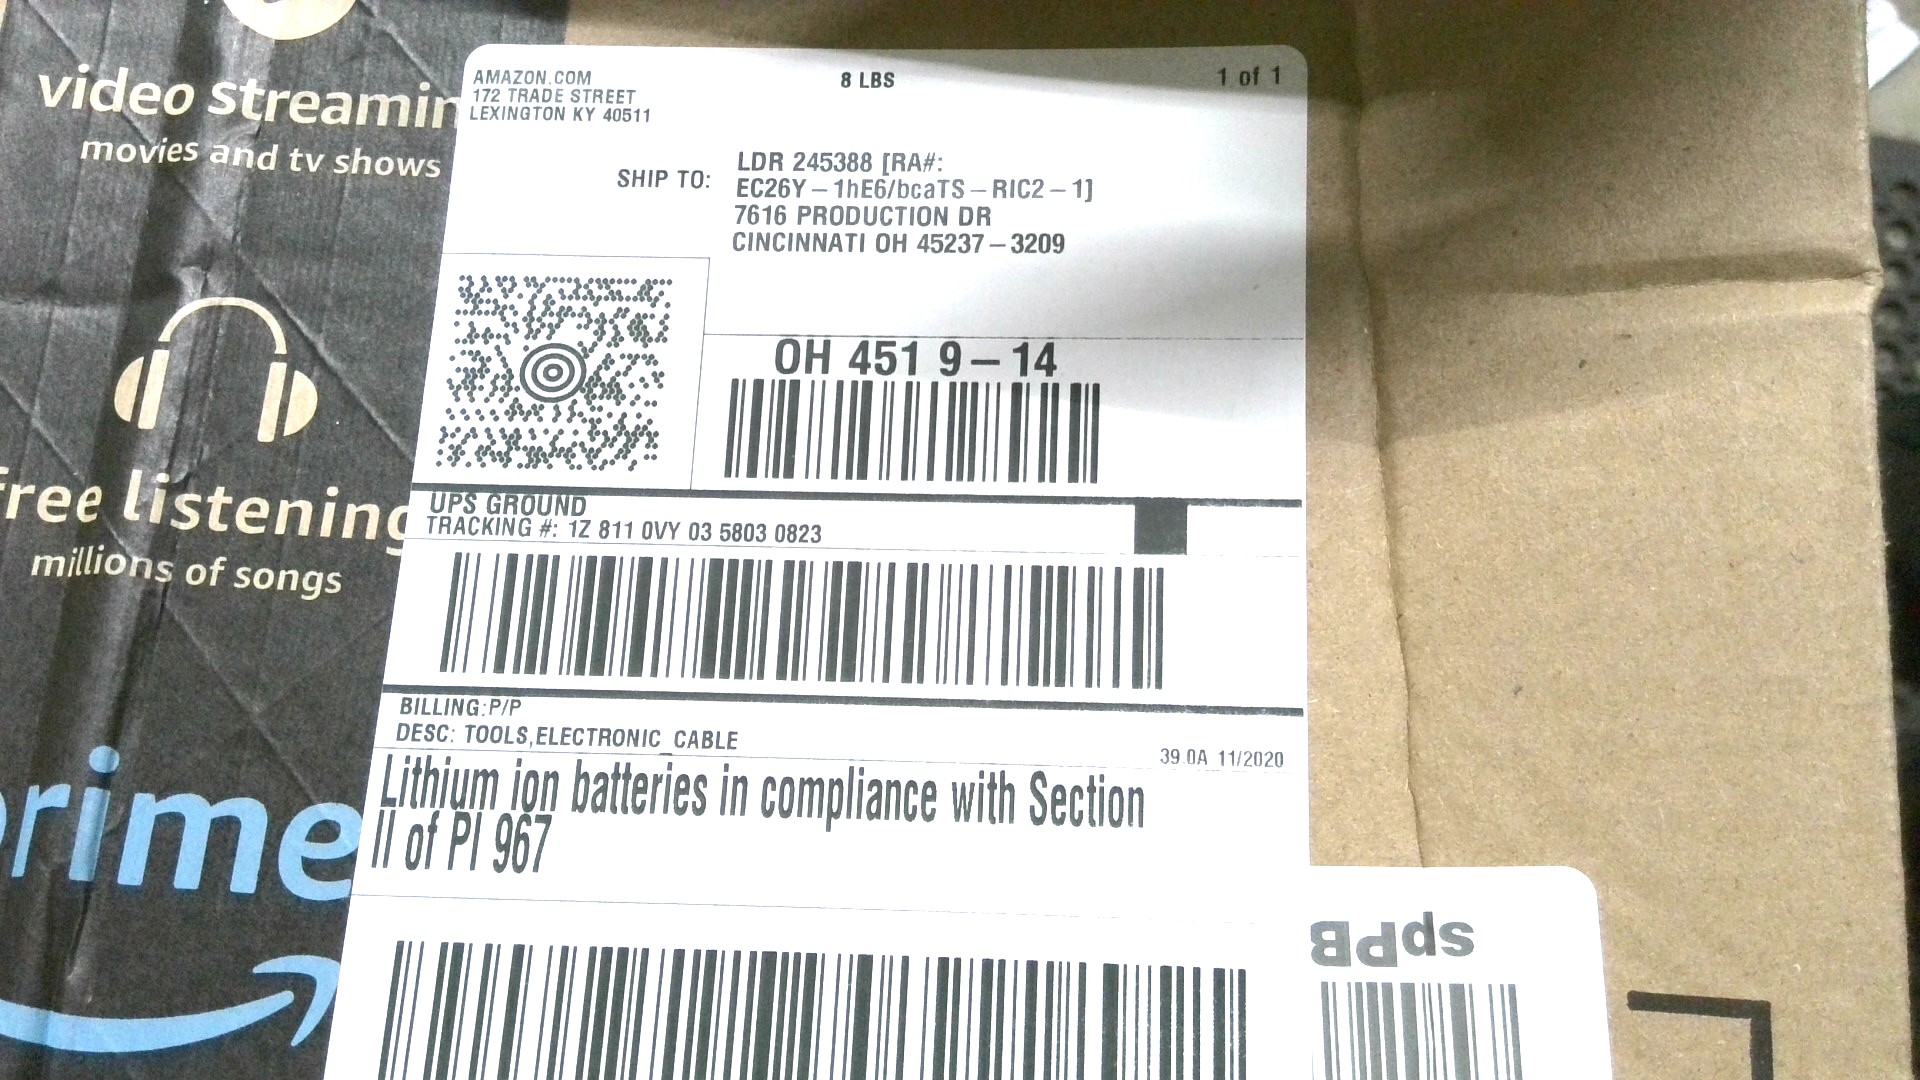 video streamin
movies and tv shows
free listening
millions of songs
prime
AMAZON.COM
172 TRADE STREET
LEXINGTON KY 40511
8 LBS
1 of 1
SHIP TO:
LDR 245388 [RA#:
EC26Y-1hE6/bcaTS-RIC2-1]
7616 PRODUCTION DR
CINCINNATI OH 45237-3209
OH 451 9-14
UPS GROUND
TRACKING #: 1Z 811 0VY 03 5803 0823
BILLING:P/P
DESC: TOOLS,ELECTRONIC_CABLE
39.0A 11/2020
Lithium ion batteries in compliance with Section
II of PI 967
spPB